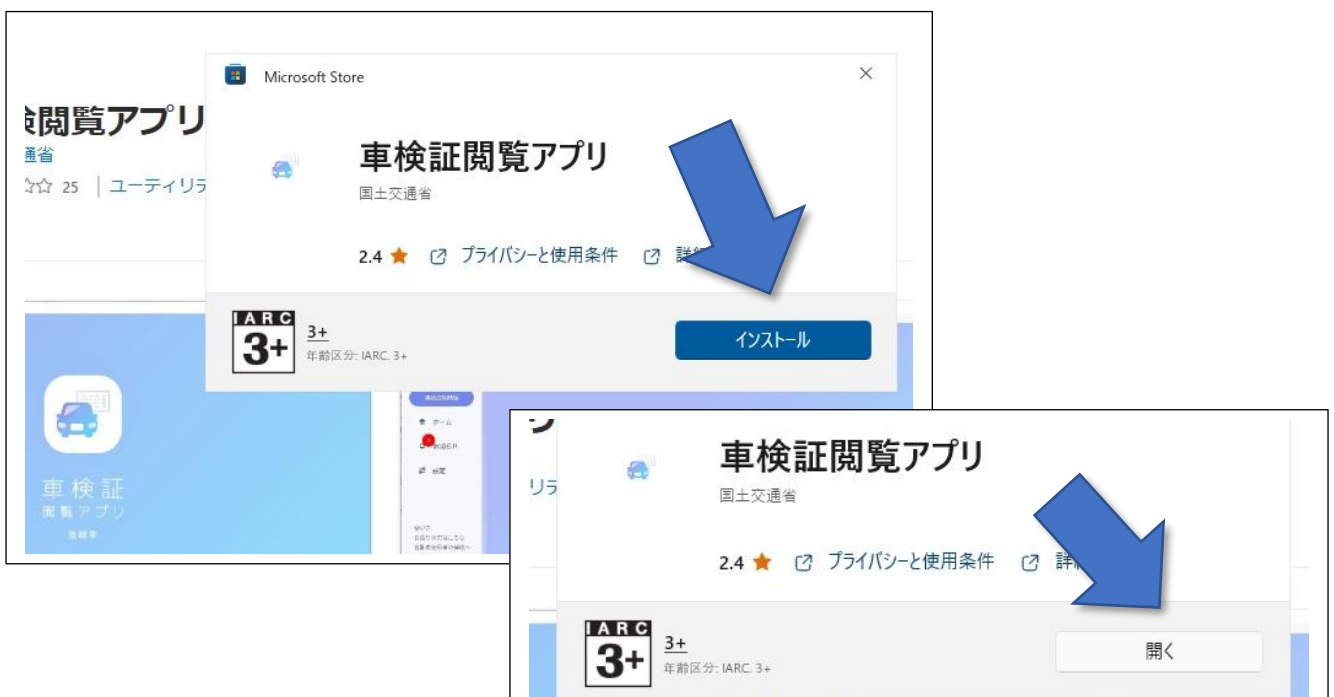 Microsoft Store
閲覧アプリ
通省
25 | ユーティリテ
車検証閲覧アプリ
国土交通省
2.4 プライバシーと使用条件 詳細
IARC
3+
3+
年齢区分: IARC. 3+
インストール
車検証
閲覧アプリ
ホーム
設定
リテ
車検証閲覧アプリ
国土交通省
2.4 プライバシーと使用条件
IARC
3+
3+
年齢区分: IARC. 3+
開く